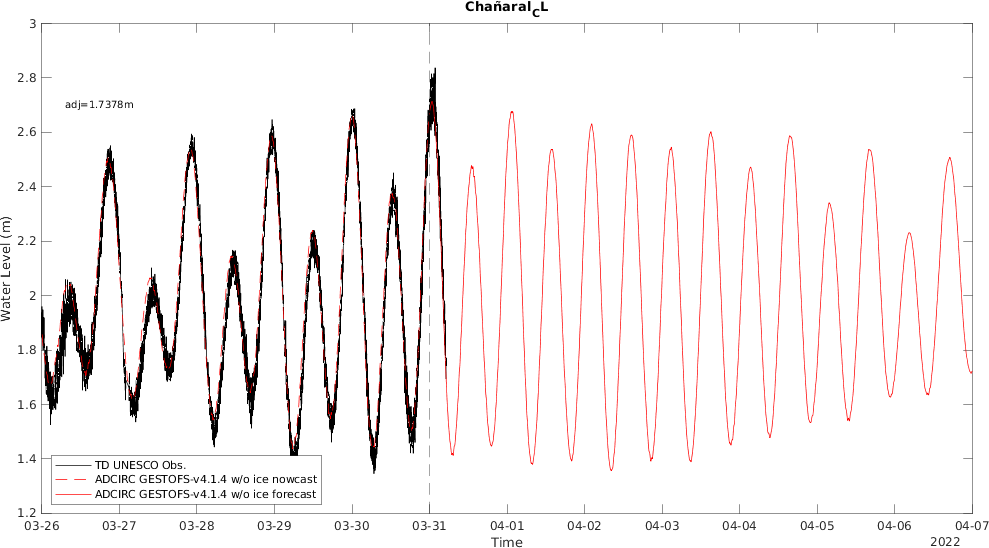 Chañaral_CL
3
2.8
adj=1.7378m
2.6
2.4
2.2
Water Level (m)
2
1.8
1.6
1.4
TD UNESCO Obs.
ADCIRC GESTOFS-v4.1.4 w/o ice nowcast
ADCIRC GESTOFS-v4.1.4 w/o ice forecast
1.2
03-26 03-27 03-28 03-29 03-30 03-31 04-01 04-02 04-03 04-04 04-05 04-06 04-07
Time
2022